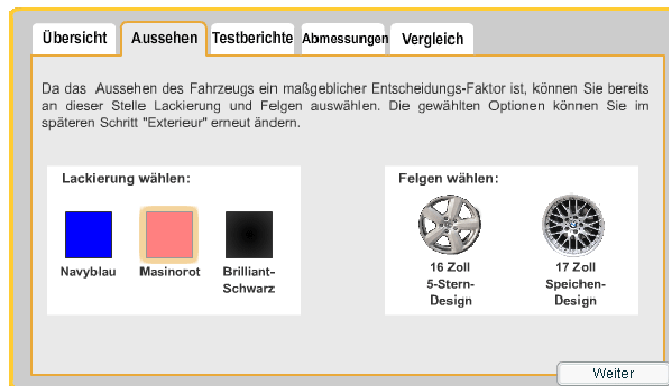 Übersicht Aussehen Testberichte Abmessungen Vergleich
Da das Aussehen des Fahrzeugs ein maßgeblicher Entscheidungs-Faktor ist, können Sie bereits
an dieser Stelle Lackierung und Felgen auswählen. Die gewählten Optionen können Sie im
späteren Schritt "Exterieur" erneut ändern.
Lackierung wählen:
Navyblau
Masinorot
Brilliant-
Schwarz
Felgen wählen:
16 Zoll
5-Stern-
Design
17 Zoll
Speichen-
Design
Weiter